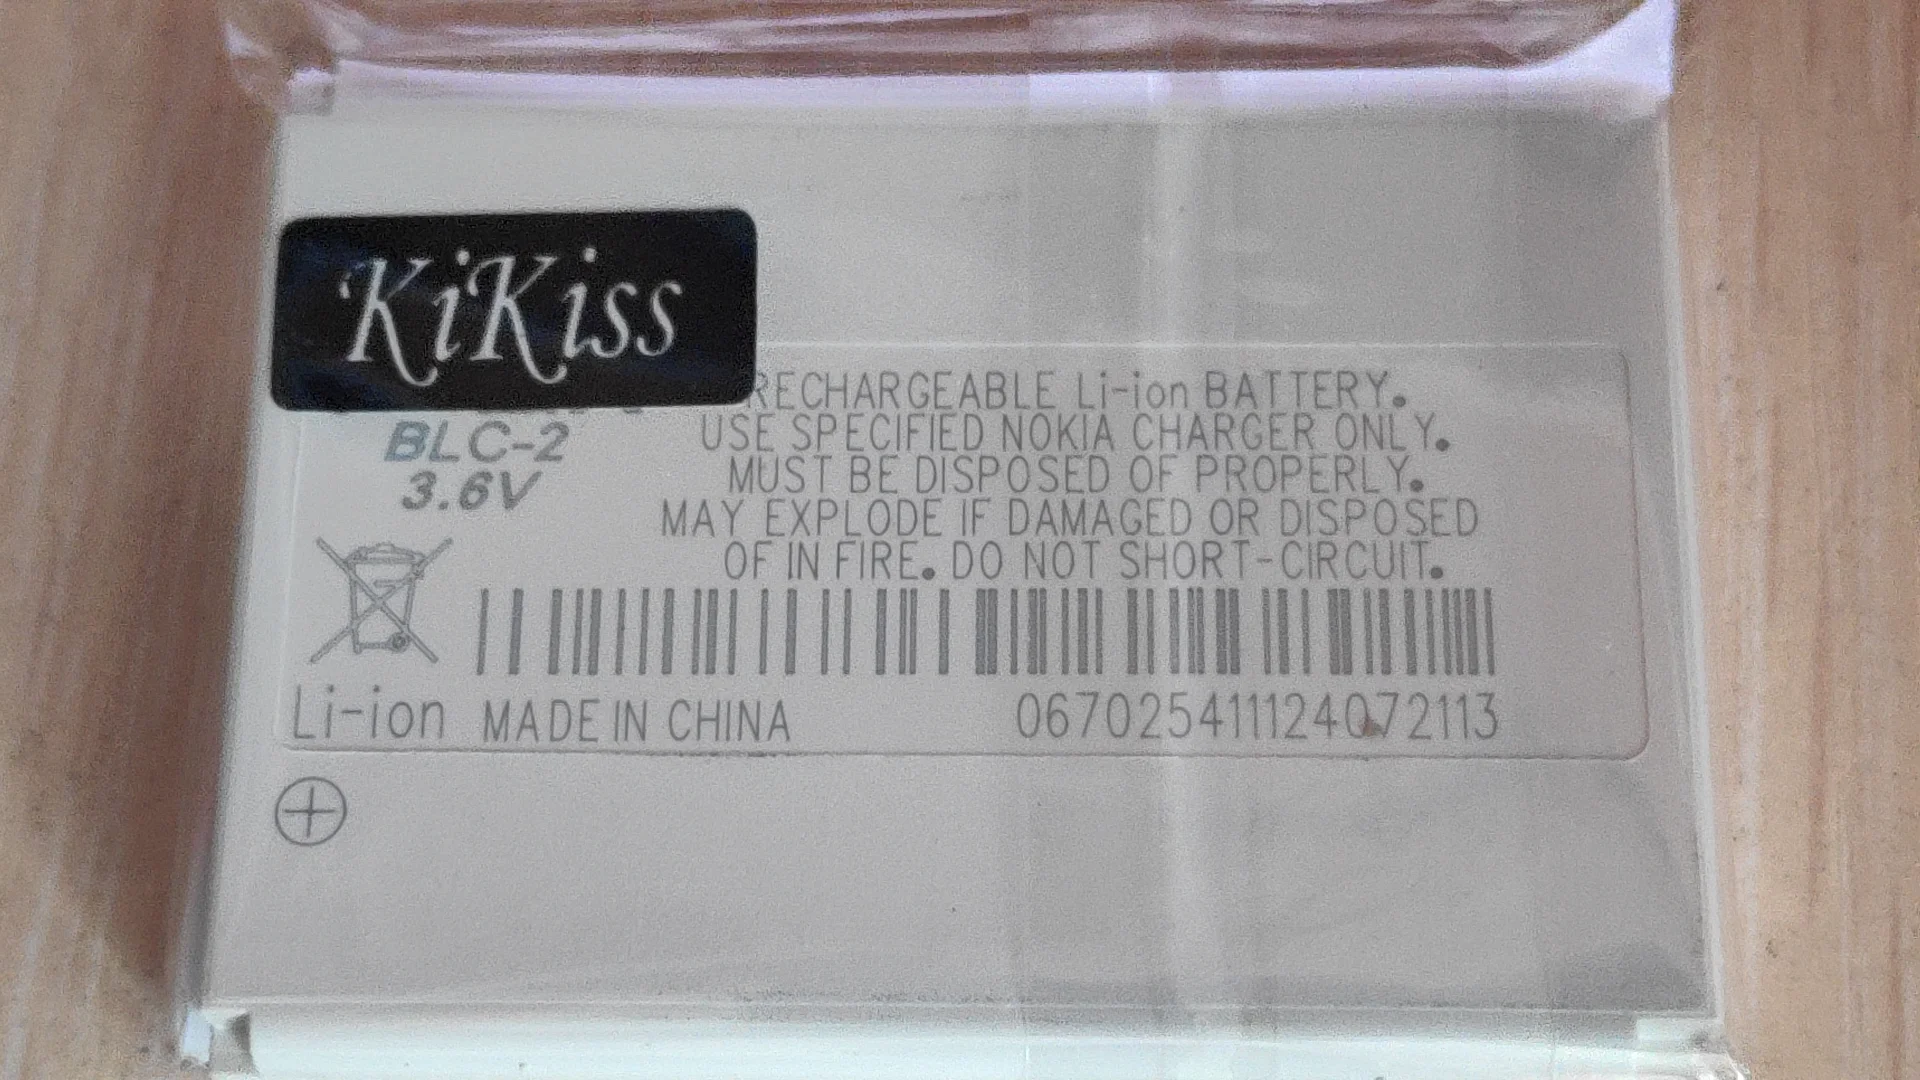 KiKiss
RECHARGEABLE Li-ion BATTERY.
BLC-2
USE SPECIFIED NOKIA CHARGER ONLY.
3.6V
MUST BE DISPOSED OF PROPERLY.
MAY EXPLODE IF DAMAGED OR DISPOSED
OF IN FIRE. DO NOT SHORT-CIRCUIT.
Li-ion MADE IN CHINA 0670254111124072113